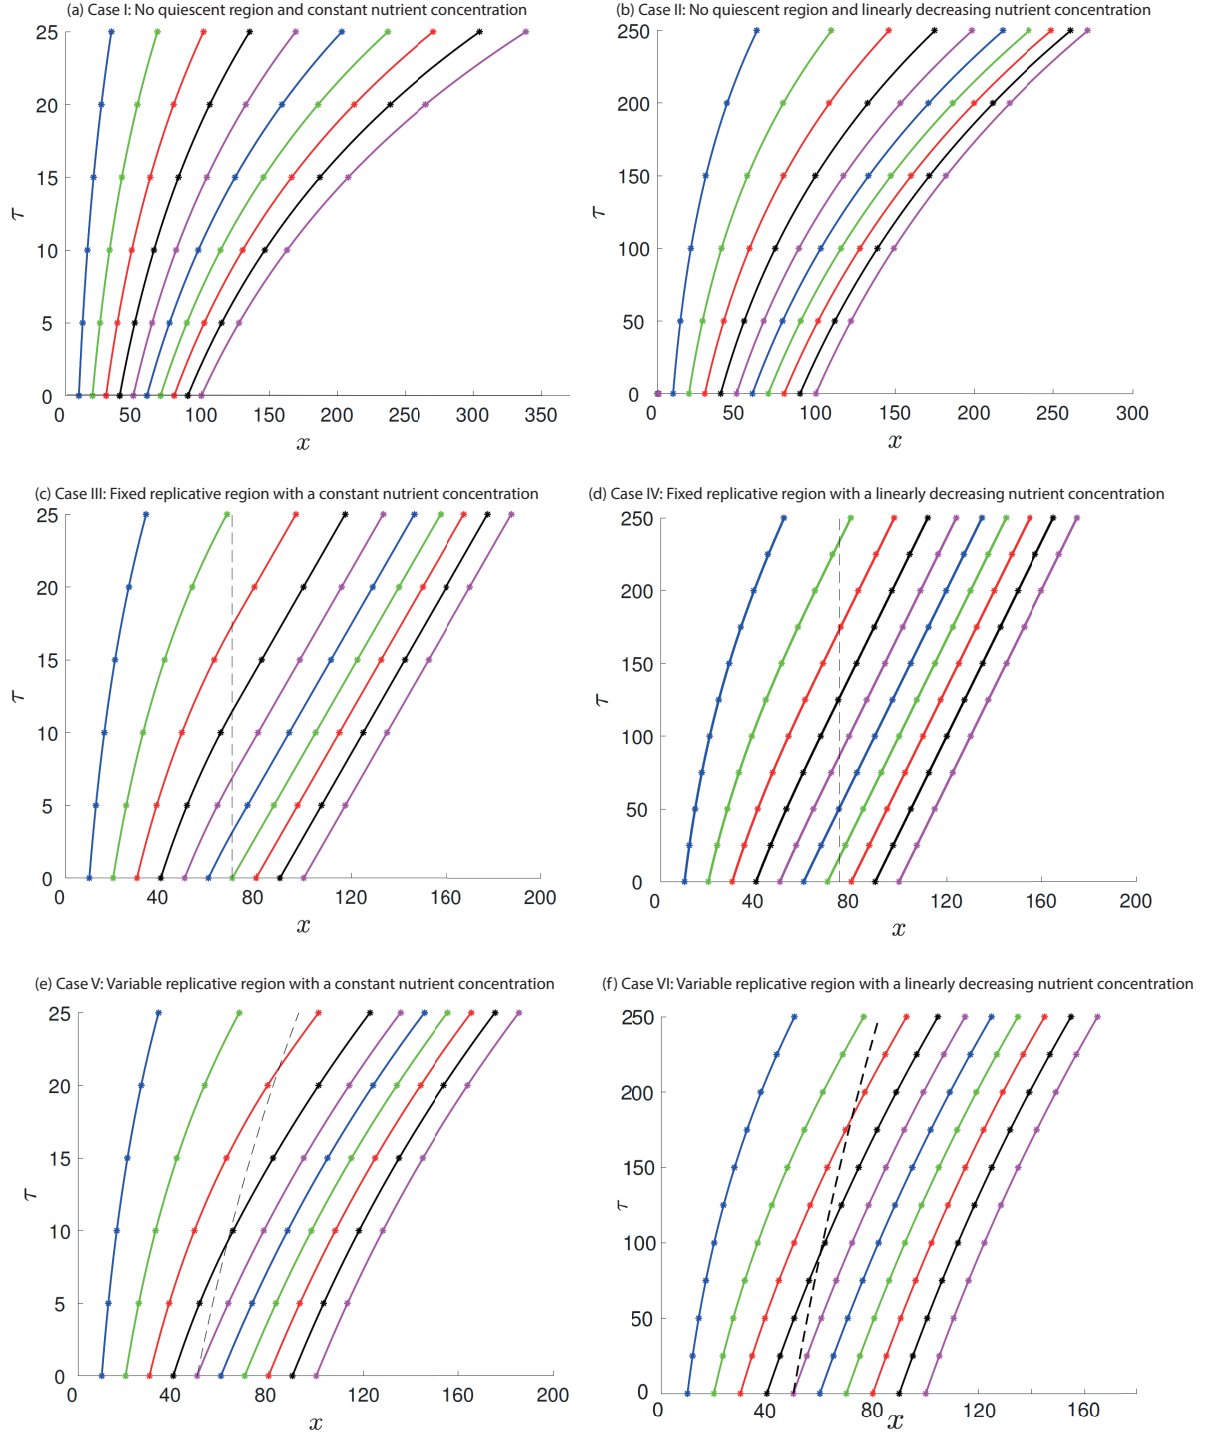 (a) Case I: No quiescent region and constant nutrient concentration
25
20
15
10
5
0
τ
0 50 100 150 200 250 300 350
x
(b) Case II: No quiescent region and linearly decreasing nutrient concentration
250
200
150
100
50
0
τ
0 50 100 150 200 250 300
x
(c) Case III: Fixed replicative region with a constant nutrient concentration
25
20
15
10
5
0
τ
0 40 80 120 160 200
x
(d) Case IV: Fixed replicative region with a linearly decreasing nutrient concentration
250
200
150
100
50
0
τ
0 40 80 120 160 200
x
(e) Case V: Variable replicative region with a constant nutrient concentration
25
20
15
10
5
0
τ
0 40 80 120 160 200
x
(f) Case VI: Variable replicative region with a linearly decreasing nutrient concentration
250
200
150
100
50
0
τ
0 40 80 120 160
x